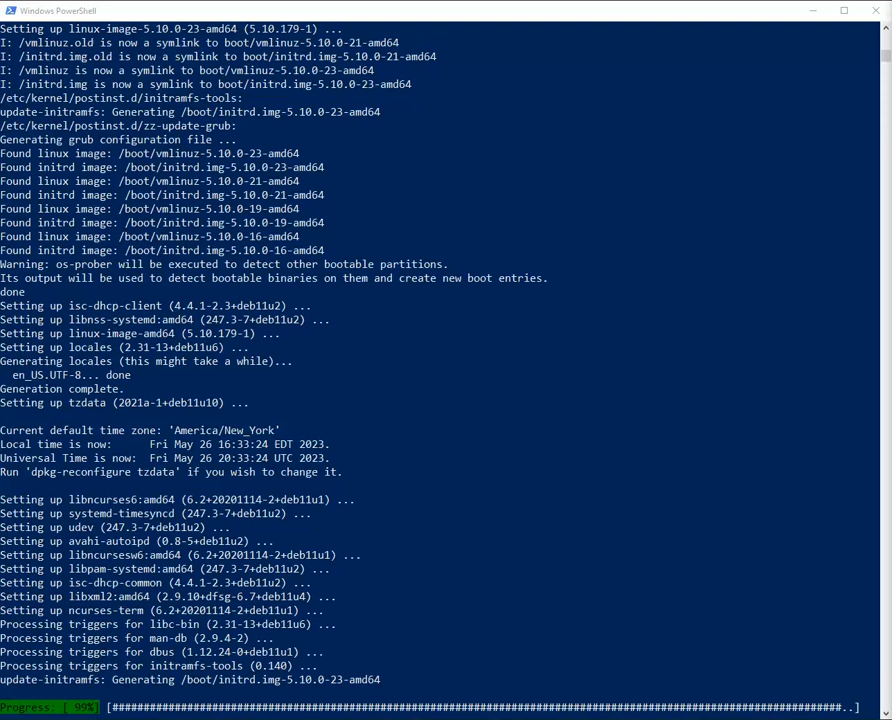 Windows PowerShell
Setting up linux-image-5.10.0-23-amd64 (5.10.179-1) ...
I: /vmlinuz.old is now a symlink to boot/vmlinuz-5.10.0-21-amd64
I: /initrd.img.old is now a symlink to boot/initrd.img-5.10.0-21-amd64
I: /vmlinuz is now a symlink to boot/vmlinuz-5.10.0-23-amd64
I: /initrd.img is now a symlink to boot/initrd.img-5.10.0-23-amd64
/etc/kernel/postinst.d/initramfs-tools:
update-initramfs: Generating /boot/initrd.img-5.10.0-23-amd64
/etc/kernel/postinst.d/zz-update-grub:
Generating grub configuration file ...
Found linux image: /boot/vmlinuz-5.10.0-23-amd64
Found initrd image: /boot/initrd.img-5.10.0-23-amd64
Found linux image: /boot/vmlinuz-5.10.0-21-amd64
Found initrd image: /boot/initrd.img-5.10.0-21-amd64
Found linux image: /boot/vmlinuz-5.10.0-19-amd64
Found initrd image: /boot/initrd.img-5.10.0-19-amd64
Found linux image: /boot/vmlinuz-5.10.0-16-amd64
Found initrd image: /boot/initrd.img-5.10.0-16-amd64
Warning: os-prober will be executed to detect other bootable partitions.
Its output will be used to detect bootable binaries on them and create new boot entries.
done
Setting up isc-dhcp-client (4.4.1-2.3+deb11u2) ...
Setting up libnss-systemd:amd64 (247.3-7+deb11u2) ...
Setting up linux-image-amd64 (5.10.179-1) ...
Setting up locales (2.31-13+deb11u6) ...
Generating locales (this might take a while)...
  en_US.UTF-8... done
Generation complete.
Setting up tzdata (2021a-1+deb11u10) ...
Current default time zone: 'America/New_York'
Local time is now:      Fri May 26 16:33:24 EDT 2023.
Universal Time is now:  Fri May 26 20:33:24 UTC 2023.
Run 'dpkg-reconfigure tzdata' if you wish to change it.
Setting up libncurses6:amd64 (6.2+20201114-2+deb11u1) ...
Setting up systemd-timesyncd (247.3-7+deb11u2) ...
Setting up udev (247.3-7+deb11u2) ...
Setting up avahi-autoipd (0.8-5+deb11u2) ...
Setting up libncursesw6:amd64 (6.2+20201114-2+deb11u1) ...
Setting up libpam-systemd:amd64 (247.3-7+deb11u2) ...
Setting up isc-dhcp-common (4.4.1-2.3+deb11u2) ...
Setting up libxml2:amd64 (2.9.10+dfsg-6.7+deb11u4) ...
Setting up ncurses-term (6.2+20201114-2+deb11u1) ...
Processing triggers for libc-bin (2.31-13+deb11u6) ...
Processing triggers for man-db (2.9.4-2) ...
Processing triggers for dbus (1.12.24-0+deb11u1) ...
Processing triggers for initramfs-tools (0.140) ...
update-initramfs: Generating /boot/initrd.img-5.10.0-23-amd64
Progress: [ 99%] [#####################################################################################################################..]